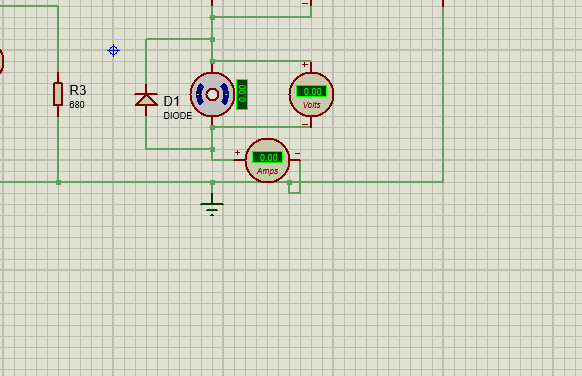 R3
680
D1
DIODE
0.00
+
0.00
Volts
−
−
+
0.00
−
Amps